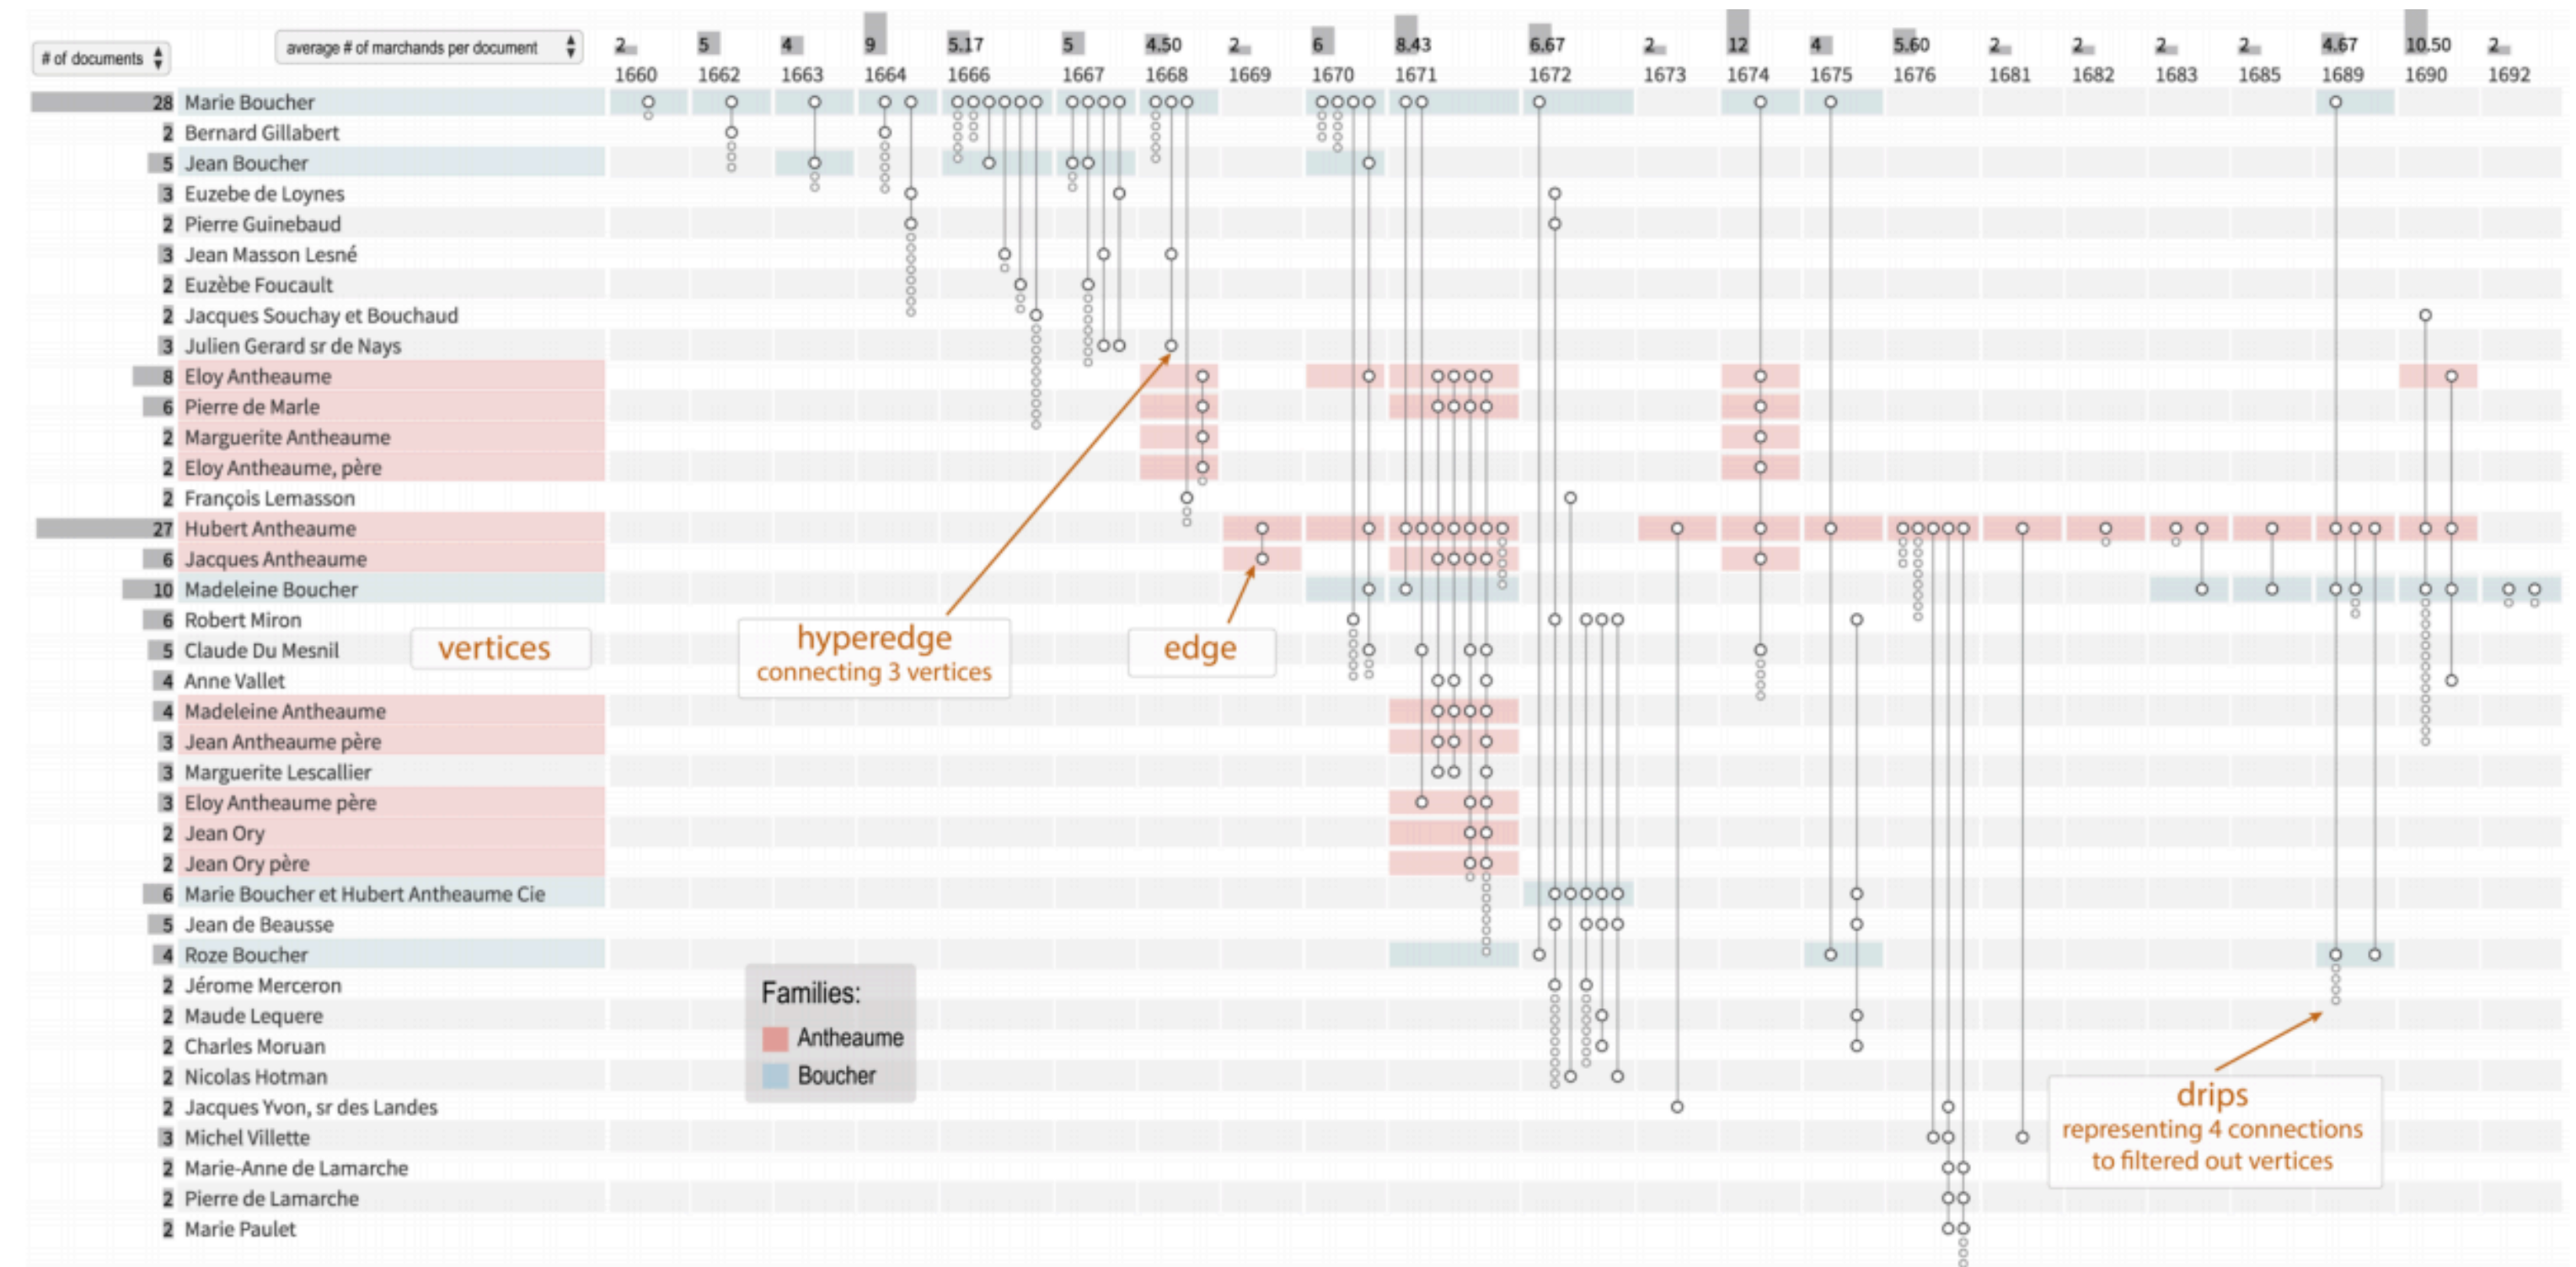 # of documents
average # of marchands per document
2 5 4 9 5.17 5 4.50 2 6 8.43 6.67 2 12 4 5.60 2 2 2 2 4.67 10.50 2
1660 1662 1663 1664 1666 1667 1668 1669 1670 1671 1672 1673 1674 1675 1676 1681 1682 1683 1685 1689 1690 1692
28 Marie Boucher
2 Bernard Gillabert
5 Jean Boucher
3 Euzebe de Loynes
2 Pierre Guinebaud
3 Jean Masson Lesné
2 Euzèbe Foucault
2 Jacques Souchay et Bouchaud
3 Julien Gerard sr de Nays
8 Eloy Antheaume
6 Pierre de Marle
2 Marguerite Antheaume
2 Eloy Antheaume, père
2 François Lemasson
27 Hubert Antheaume
6 Jacques Antheaume
10 Madeleine Boucher
6 Robert Miron
5 Claude Du Mesnil
4 Anne Vallet
4 Madeleine Antheaume
3 Jean Antheaume père
3 Marguerite Lescallier
3 Eloy Antheaume père
2 Jean Ory
2 Jean Ory père
6 Marie Boucher et Hubert Antheaume Cie
5 Jean de Beausse
4 Roze Boucher
2 Jérome Merceron
2 Maude Lequere
2 Charles Moruan
2 Nicolas Hotman
2 Jacques Yvon, sr des Landes
3 Michel Villette
2 Marie-Anne de Lamarche
2 Pierre de Lamarche
2 Marie Paulet
vertices
hyperedge
connecting 3 vertices
edge
Families:
Antheaume
Boucher
drips
representing 4 connections
to filtered out vertices